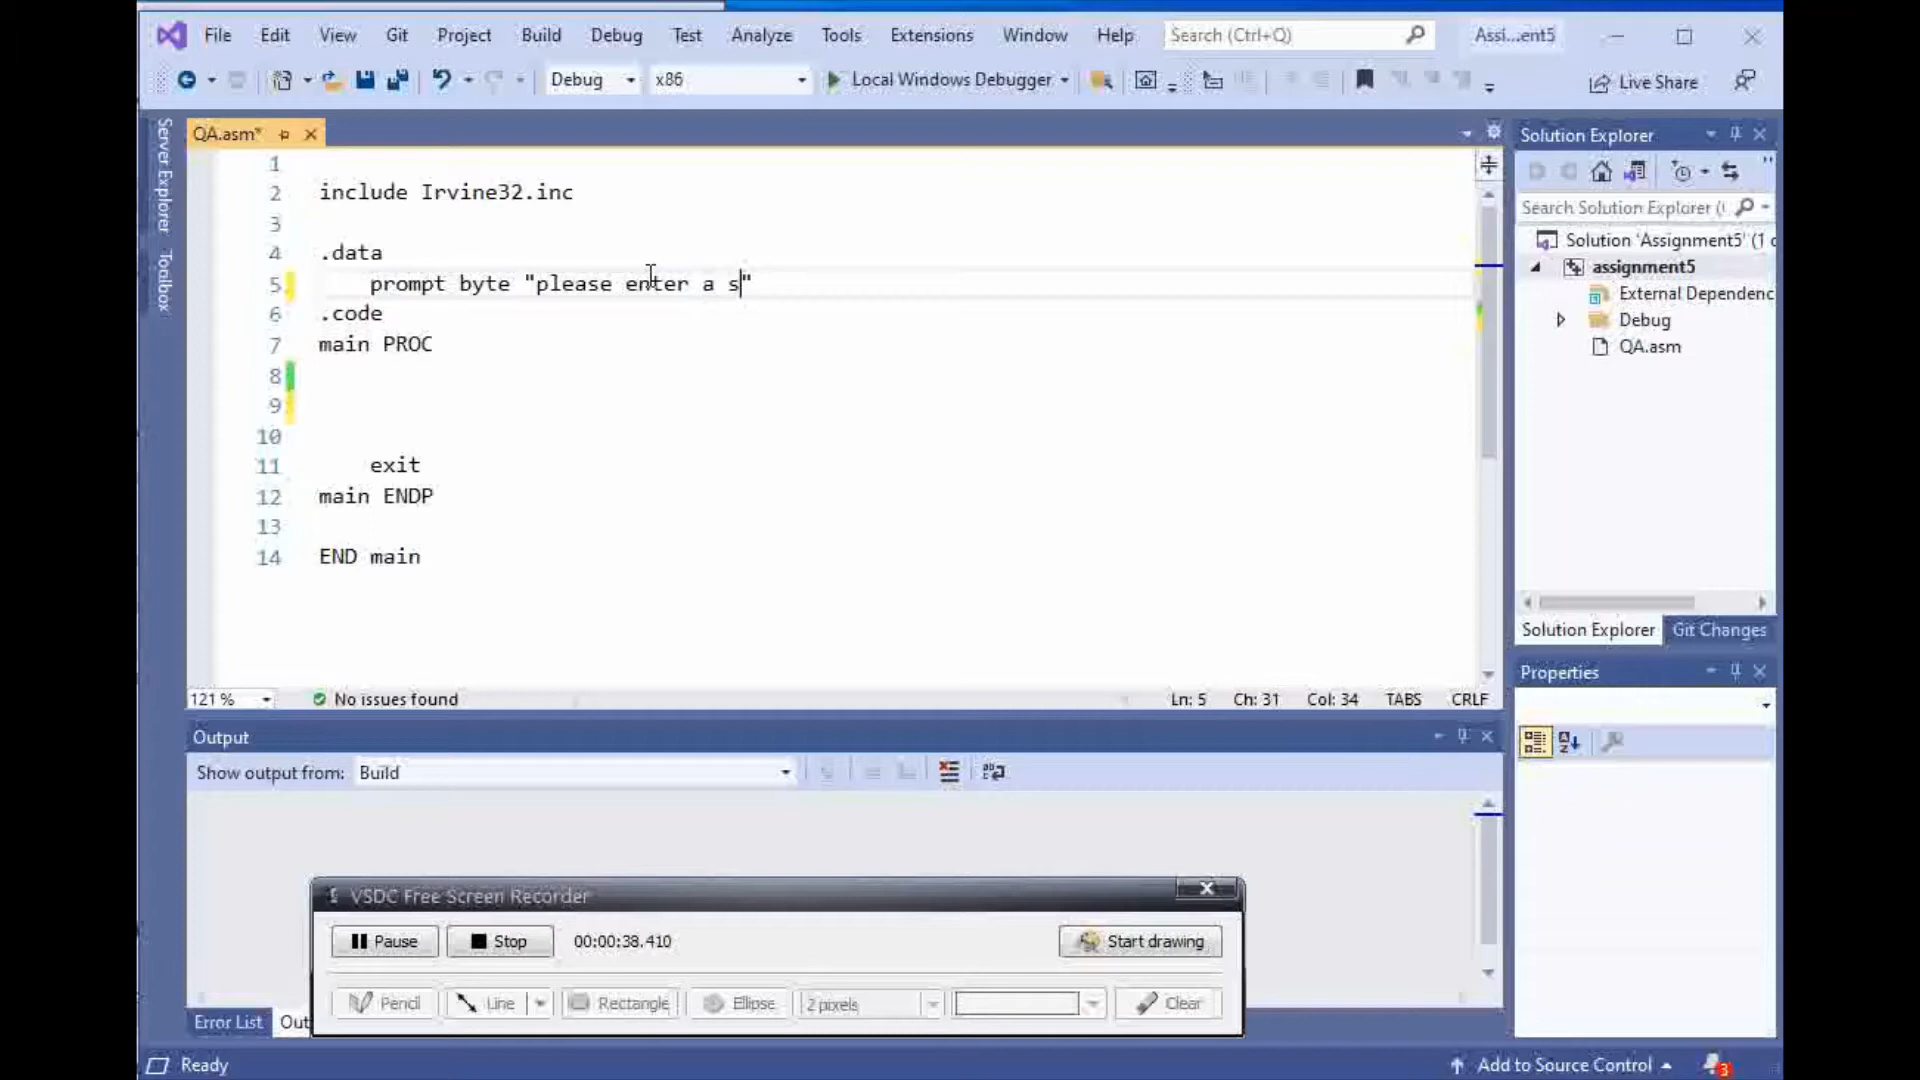 File Edit View Git Project Build Debug Test Analyze Tools Extensions Window Help Search (Ctrl+Q) Assi...ent5
Debug x86 Local Windows Debugger Live Share
Server Explorer
Toolbox
QA.asm*
1
2 include Irvine32.inc
3
4 .data
5 prompt byte "please enter a s"
6 .code
7 main PROC
8
9
10
11 exit
12 main ENDP
13
14 END main
121 % No issues found Ln: 5 Ch: 31 Col: 34 TABS CRLF
Output
Show output from: Build
Error List Out
VSDC Free Screen Recorder
Pause Stop 00:00:38.410 Start drawing
Pencil Line Rectangle Ellipse 2 pixels Clear
Solution Explorer
Search Solution Explorer (
Solution 'Assignment5' (1 o
assignment5
External Dependenc
Debug
QA.asm
Solution Explorer Git Changes
Properties
Ready Add to Source Control 3